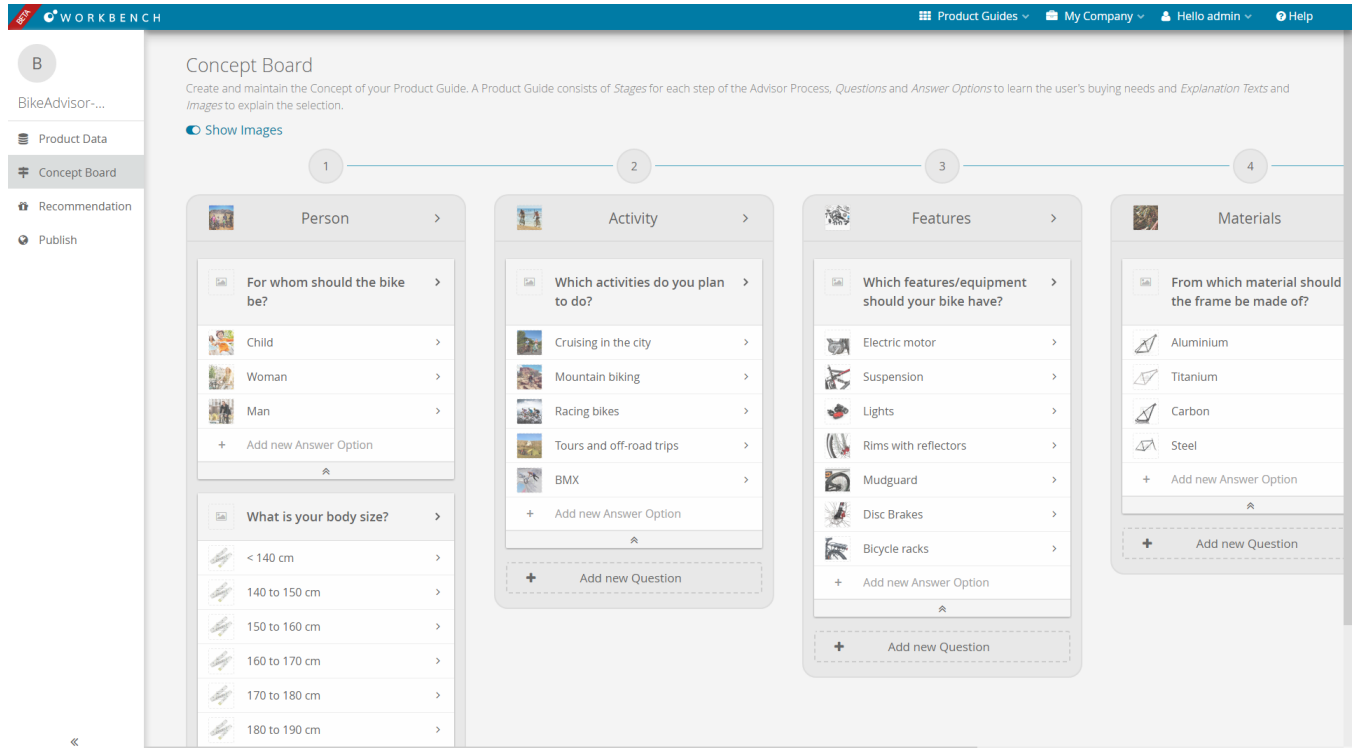 BETA
WORKBENCH
Product Guides
My Company
Hello admin
Help
B
BikeAdvisor-...
Product Data
Concept Board
Recommendation
Publish
Concept Board
Create and maintain the Concept of your Product Guide. A Product Guide consists of Stages for each step of the Advisor Process, Questions and Answer Options to learn the user's buying needs and Explanation Texts and
Images to explain the selection.
Show Images
1
2
3
4
Person
For whom should the bike
be?
Child
Woman
Man
+ Add new Answer Option
What is your body size?
< 140 cm
140 to 150 cm
150 to 160 cm
160 to 170 cm
170 to 180 cm
180 to 190 cm
Activity
Which activities do you plan
to do?
Cruising in the city
Mountain biking
Racing bikes
Tours and off-road trips
BMX
+ Add new Answer Option
+ Add new Question
Features
Which features/equipment
should your bike have?
Electric motor
Suspension
Lights
Rims with reflectors
Mudguard
Disc Brakes
Bicycle racks
+ Add new Answer Option
+ Add new Question
Materials
From which material should
the frame be made of?
Aluminium
Titanium
Carbon
Steel
+ Add new Answer Option
+ Add new Question